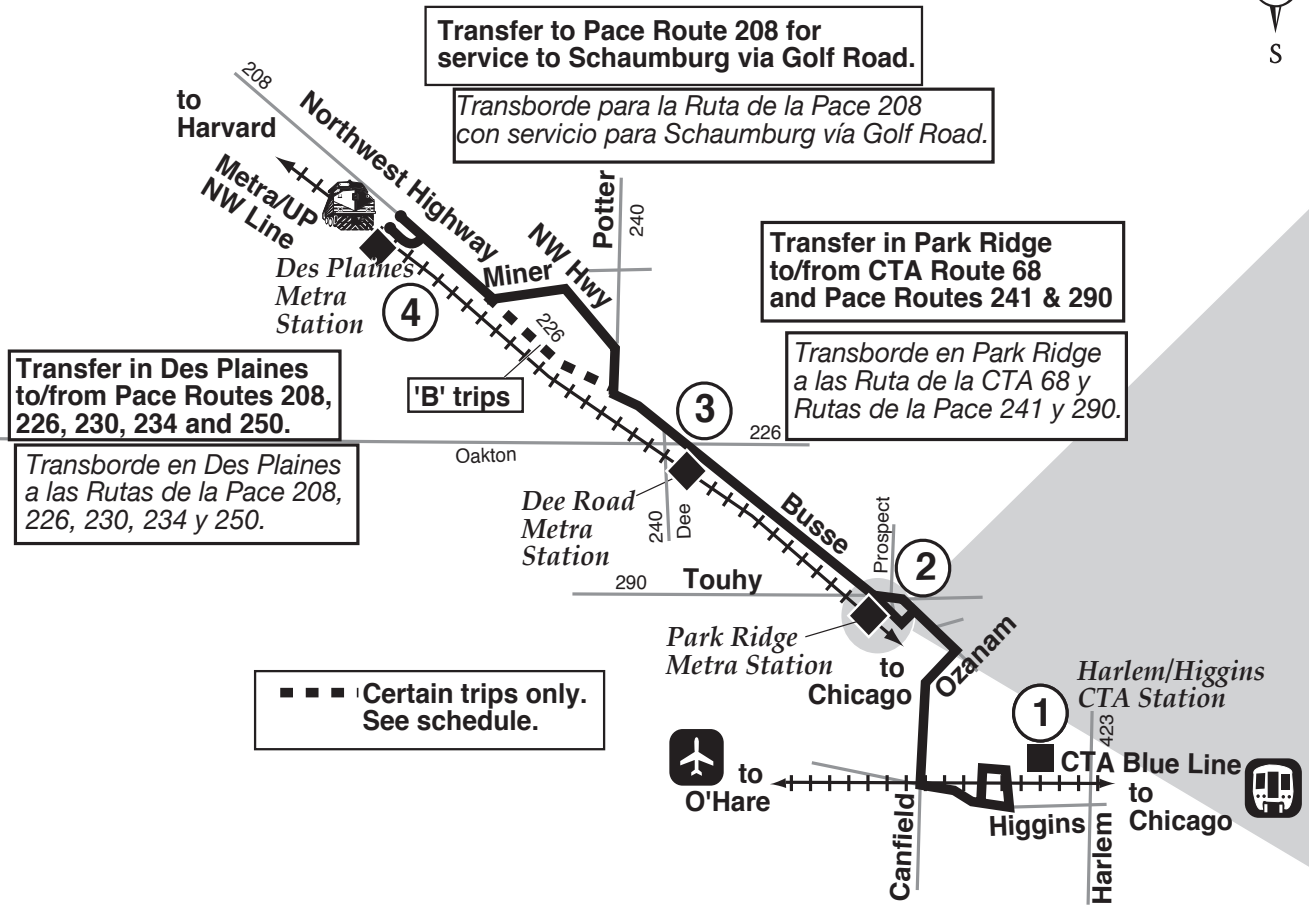 S
Transfer to Pace Route 208 for
service to Schaumburg via Golf Road.
Transborde para la Ruta de la Pace 208
con servicio para Schaumburg vía Golf Road.
208
to
Harvard
Northwest Highway
Metra/UP
NW Line
Potter
240
NW Hwy
Miner
Des Plaines
Metra
Station
4
226
'B' trips
Transfer in Park Ridge
to/from CTA Route 68
and Pace Routes 241 & 290
Transborde en Park Ridge
a las Ruta de la CTA 68 y
Rutas de la Pace 241 y 290.
Transfer in Des Plaines
to/from Pace Routes 208,
226, 230, 234 and 250.
Transborde en Des Plaines
a las Rutas de la Pace 208,
226, 230, 234 y 250.
3
226
Oakton
Dee Road
Metra
Station
240
Dee
Busse
Prospect
2
290
Touhy
Park Ridge
Metra Station
to
Chicago
Ozanam
Certain trips only.
See schedule.
Harlem/Higgins
CTA Station
1
423
CTA Blue Line
to
Chicago
to
O'Hare
Canfield
Higgins
Harlem